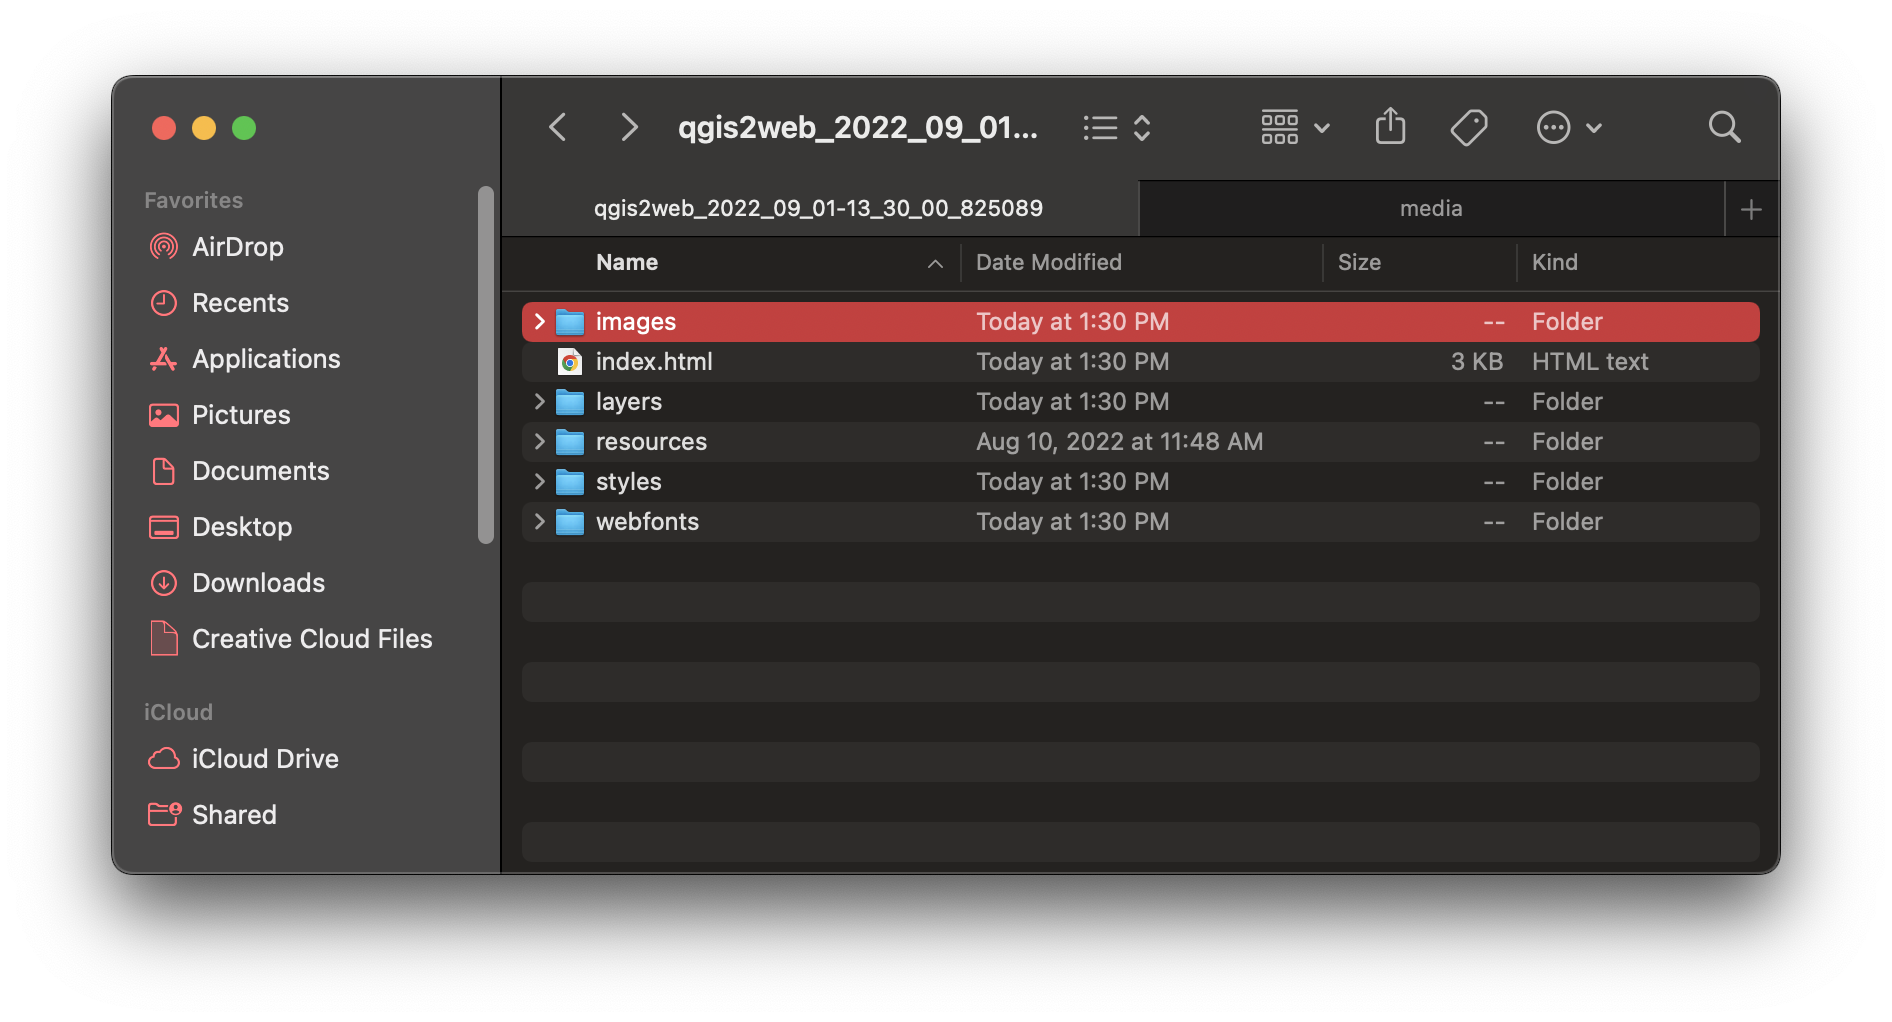 qgis2web_2022_09_01...
Favorites
AirDrop
Recents
Applications
Pictures
Documents
Desktop
Downloads
Creative Cloud Files
iCloud
iCloud Drive
Shared
qgis2web_2022_09_01-13_30_00_825089 media
Name Date Modified Size Kind
images Today at 1:30 PM -- Folder
index.html Today at 1:30 PM 3 KB HTML text
layers Today at 1:30 PM -- Folder
resources Aug 10, 2022 at 11:48 AM -- Folder
styles Today at 1:30 PM -- Folder
webfonts Today at 1:30 PM -- Folder